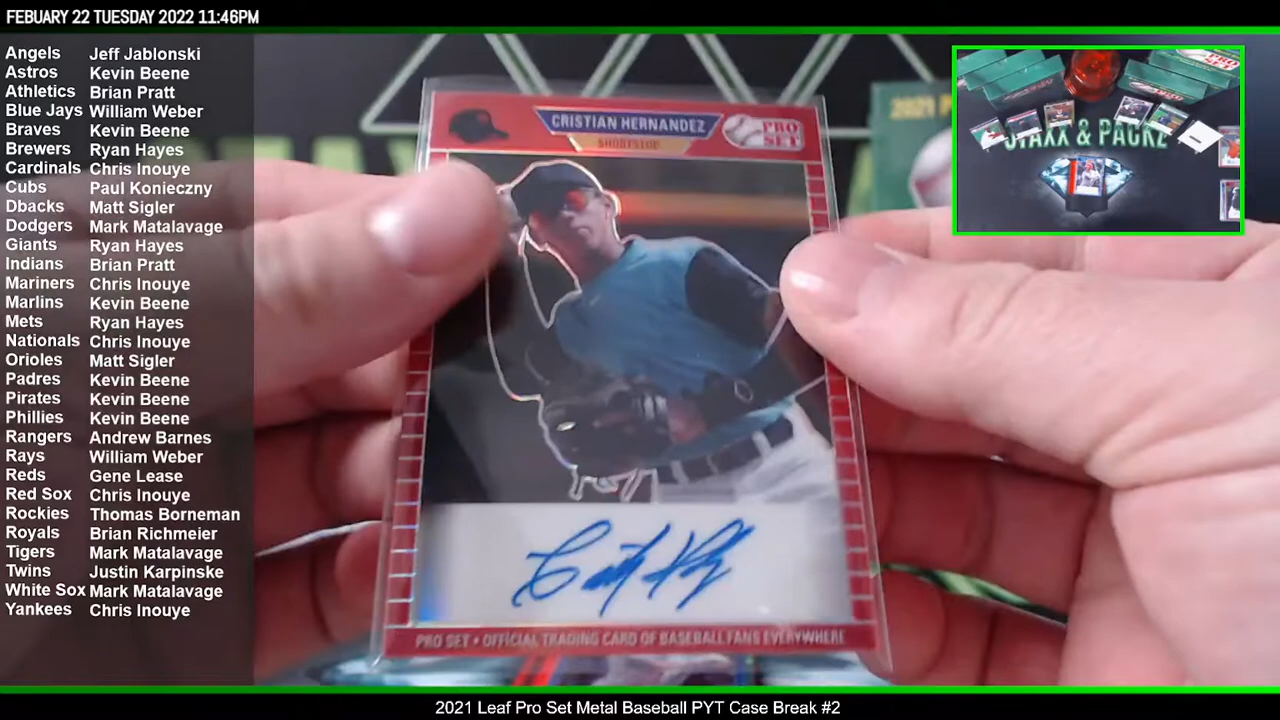 FEBUARY 22 TUESDAY 2022 11:46PM
Angels Jeff Jablonski
Astros Kevin Beene
Athletics Brian Pratt
Blue Jays William Weber
Braves Kevin Beene
Brewers Ryan Hayes
Cardinals Chris Inouye
Cubs Paul Konieczny
Dbacks Matt Sigler
Dodgers Mark Matalavage
Giants Ryan Hayes
Indians Brian Pratt
Mariners Chris Inouye
Marlins Kevin Beene
Mets Ryan Hayes
Nationals Chris Inouye
Orioles Matt Sigler
Padres Kevin Beene
Pirates Kevin Beene
Phillies Kevin Beene
Rangers Andrew Barnes
Rays William Weber
Reds Gene Lease
Red Sox Chris Inouye
Rockies Thomas Borneman
Royals Brian Richmeier
Tigers Mark Matalavage
Twins Justin Karpinske
White Sox Mark Matalavage
Yankees Chris Inouye
CRISTIAN HERNANDEZ
SHORTSTOP
PRO
SET
PRO SET • OFFICIAL TRADING CARD OF BASEBALL FANS EVERYWHERE
2021 P
STAXX & PACKZ
2021 Leaf Pro Set Metal Baseball PYT Case Break #2